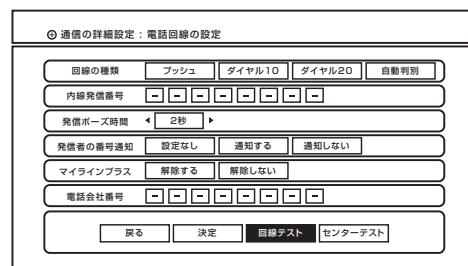 ⊕ 通信の詳細設定 : 電話回線の設定
回線の種類 プッシュ ダイヤル10 ダイヤル20 自動判別
内線発信番号 - - - - - - - -
発信ポーズ時間 2秒
発信者の番号通知 設定なし 通知する 通知しない
マイラインプラス 解除する 解除しない
電話会社番号 - - - - - - - -
戻る 決定 回線テスト センターテスト